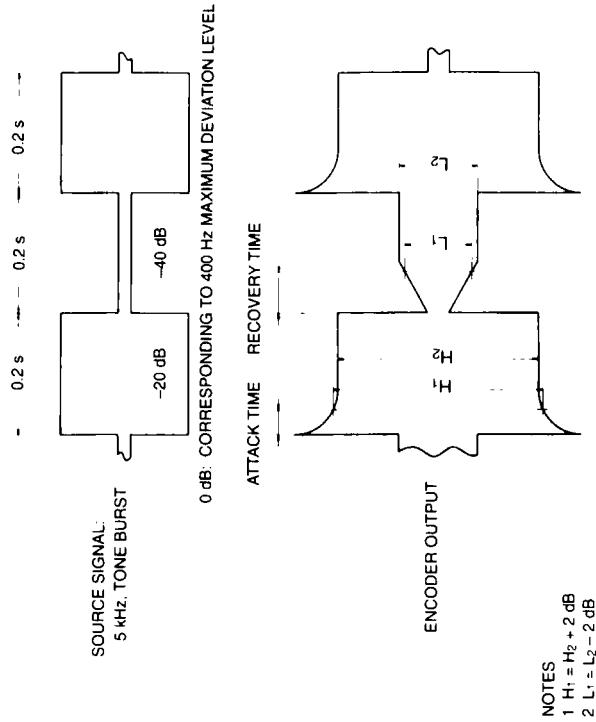 0.2 s
0.2 s
0.2 s
SOURCE SIGNAL:
5 kHz, TONE BURST
−20 dB
−40 dB
0 dB: CORRESPONDING TO 400 Hz MAXIMUM DEVIATION LEVEL
ATTACK TIME
RECOVERY TIME
ENCODER OUTPUT
H1
H2
L1
L2
NOTES
1 H1 = H2 + 2 dB
2 L1 = L2 − 2 dB